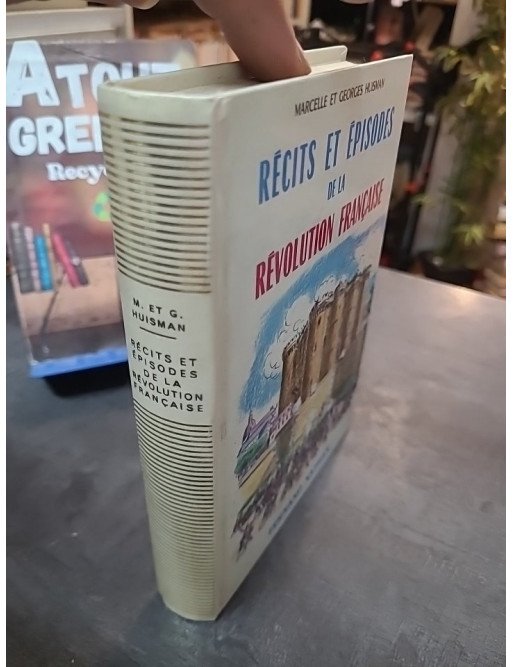 ATOUT
GRE
Recy
MARCELLE ET GEORGES HUISMAN
RÉCITS ET ÉPISODES
DE LA
RÉVOLUTION FRANÇAISE
M. ET G.
HUISMAN
RÉCITS ET
ÉPISODES
DE LA
RÉVOLUTION
FRANÇAISE